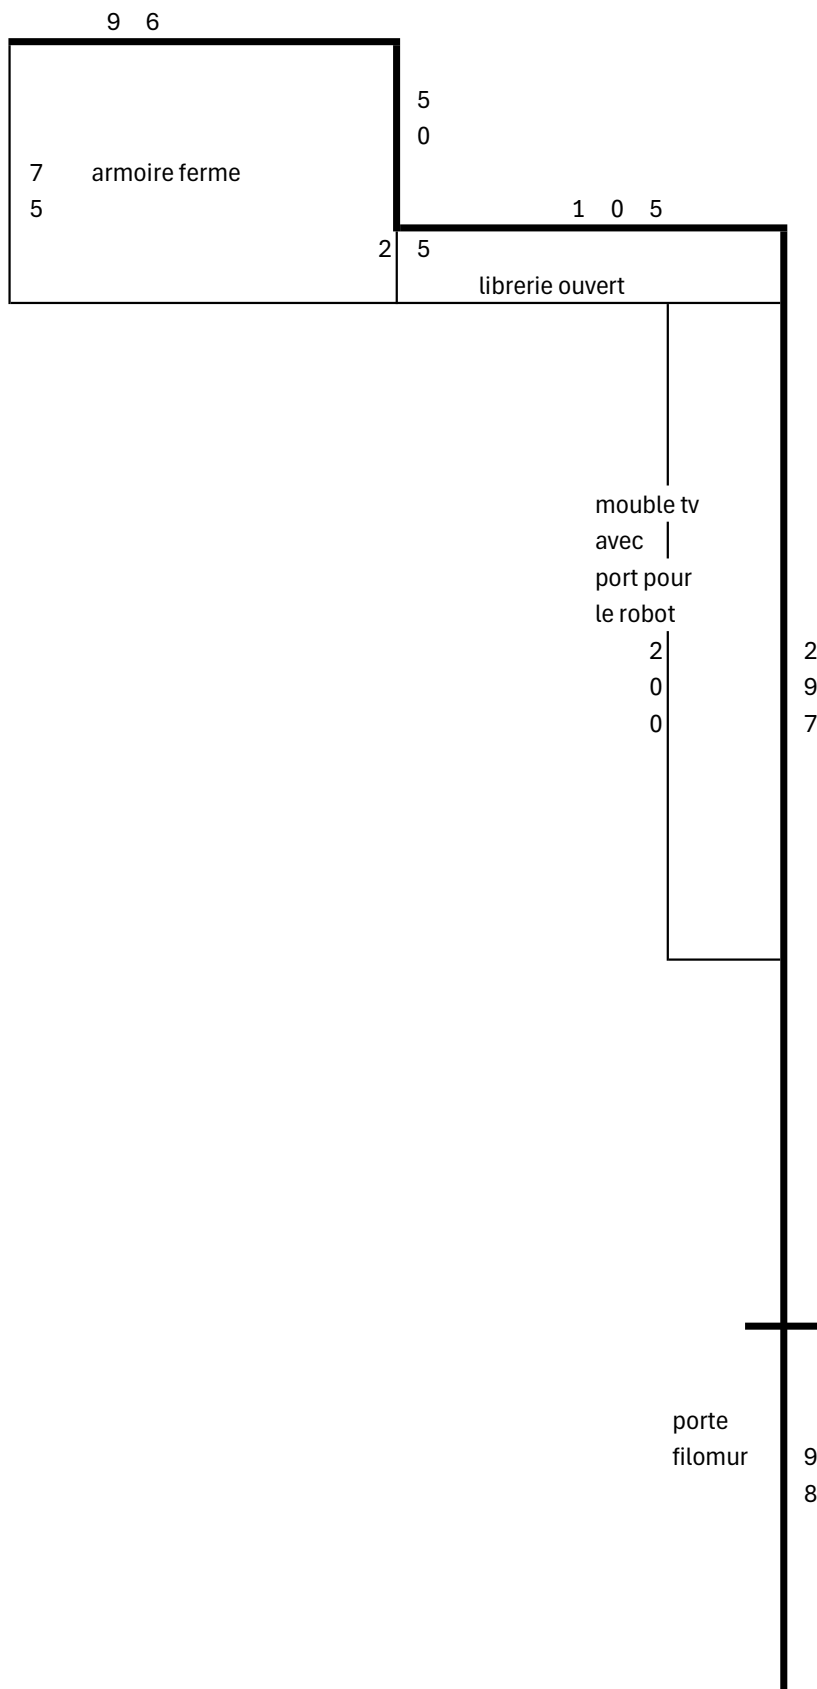 9 6
5
0
7 armoire ferme
5
1 0 5
2 5
librerie ouvert
mouble tv
avec
port pour
le robot
2 2
0 9
0 7
porte
filomur 9
8